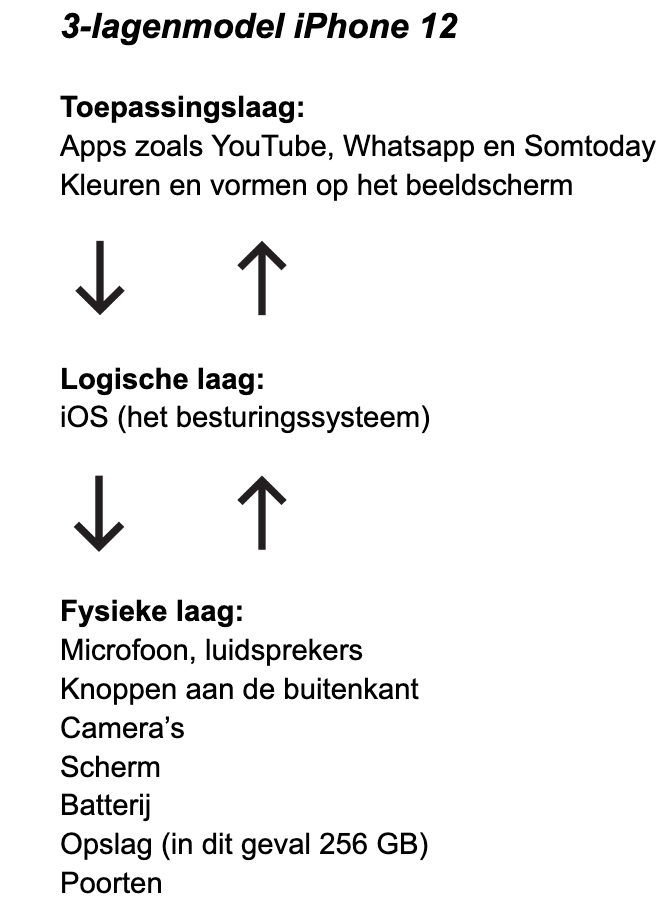 3-lagenmodel iPhone 12
Toepassingslaag:
Apps zoals YouTube, Whatsapp en Somtoday
Kleuren en vormen op het beeldscherm
↓ ↑
Logische laag:
iOS (het besturingssysteem)
↓ ↑
Fysieke laag:
Microfoon, luidsprekers
Knoppen aan de buitenkant
Camera’s
Scherm
Batterij
Opslag (in dit geval 256 GB)
Poorten